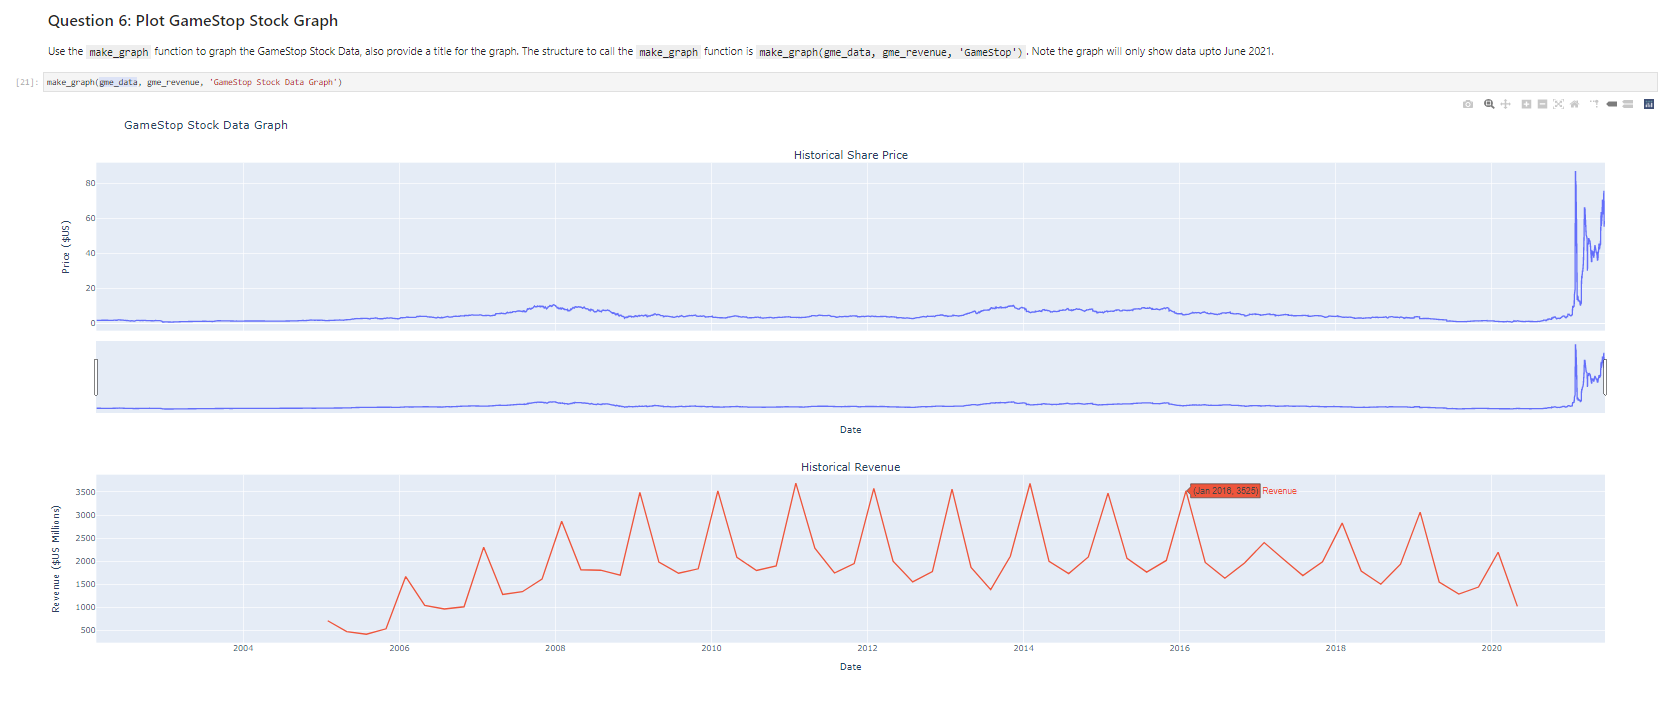 Question 6: Plot GameStop Stock Graph
Use the make_graph function to graph the GameStop Stock Data, also provide a title for the graph. The structure to call the make_graph function is make_graph(gme_data, gme_revenue, 'GameStop'). Note the graph will only show data upto June 2021.
[21]: make_graph(gme_data, gme_revenue, 'GameStop Stock Data Graph')
GameStop Stock Data Graph
Historical Share Price
Price ($US)
80
60
40
20
0
Date
Historical Revenue
Revenue ($US Millions)
3500
3000
2500
2000
1500
1000
500
(Jan 2016, 3525) Revenue
2004 2006 2008 2010 2012 2014 2016 2018 2020
Date